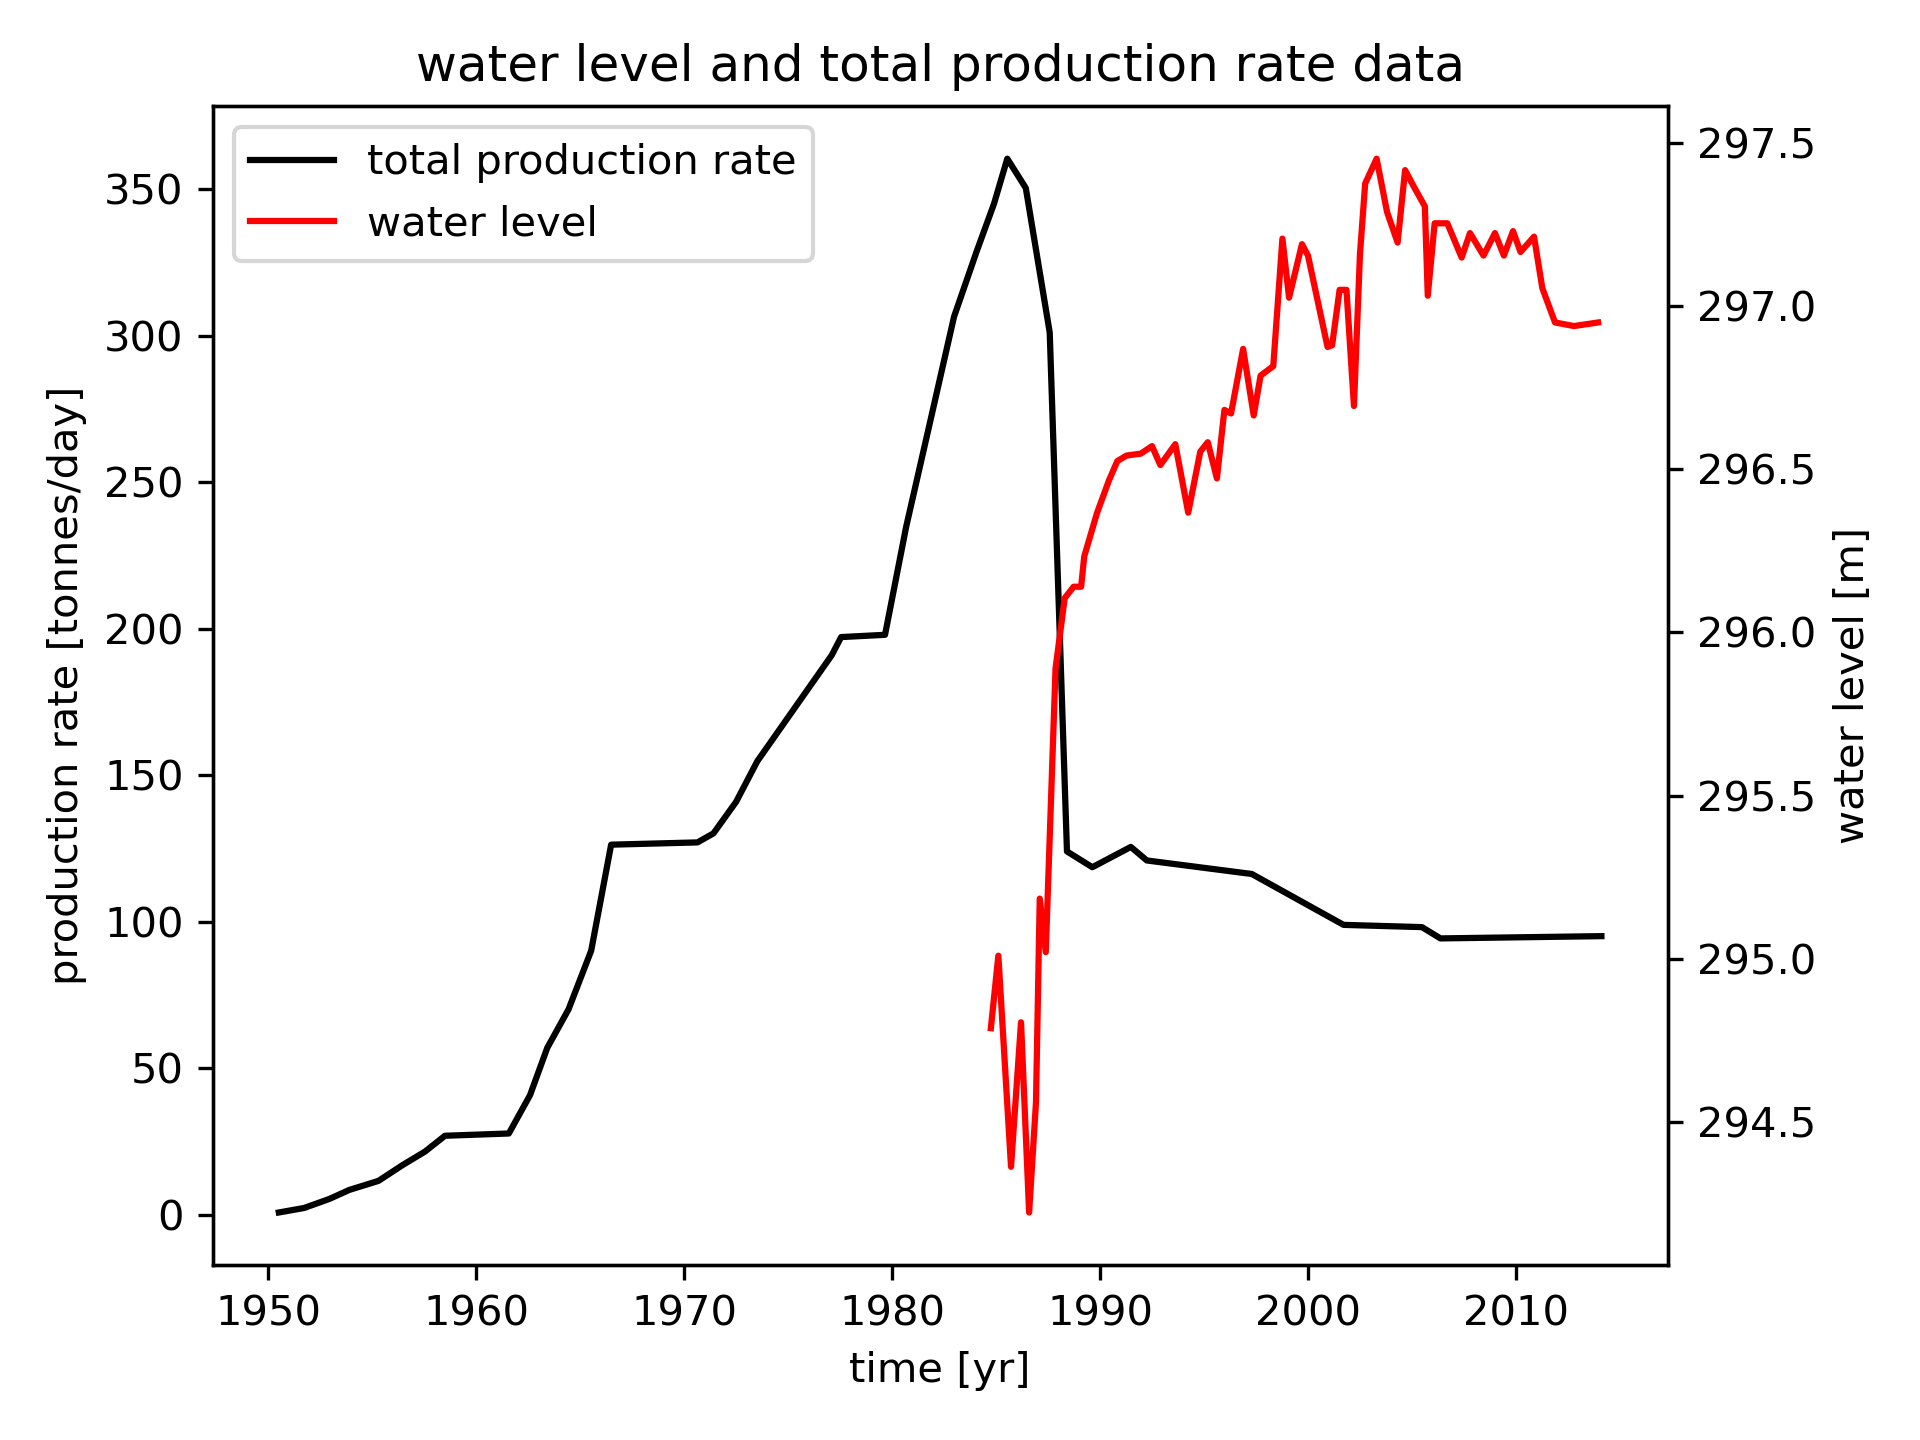 water level and total production rate data
total production rate
water level
350
300
250
200
150
100
50
0
production rate [tonnes/day]
297.5
297.0
296.5
296.0
295.5
295.0
294.5
water level [m]
1950 1960 1970 1980 1990 2000 2010
time [yr]